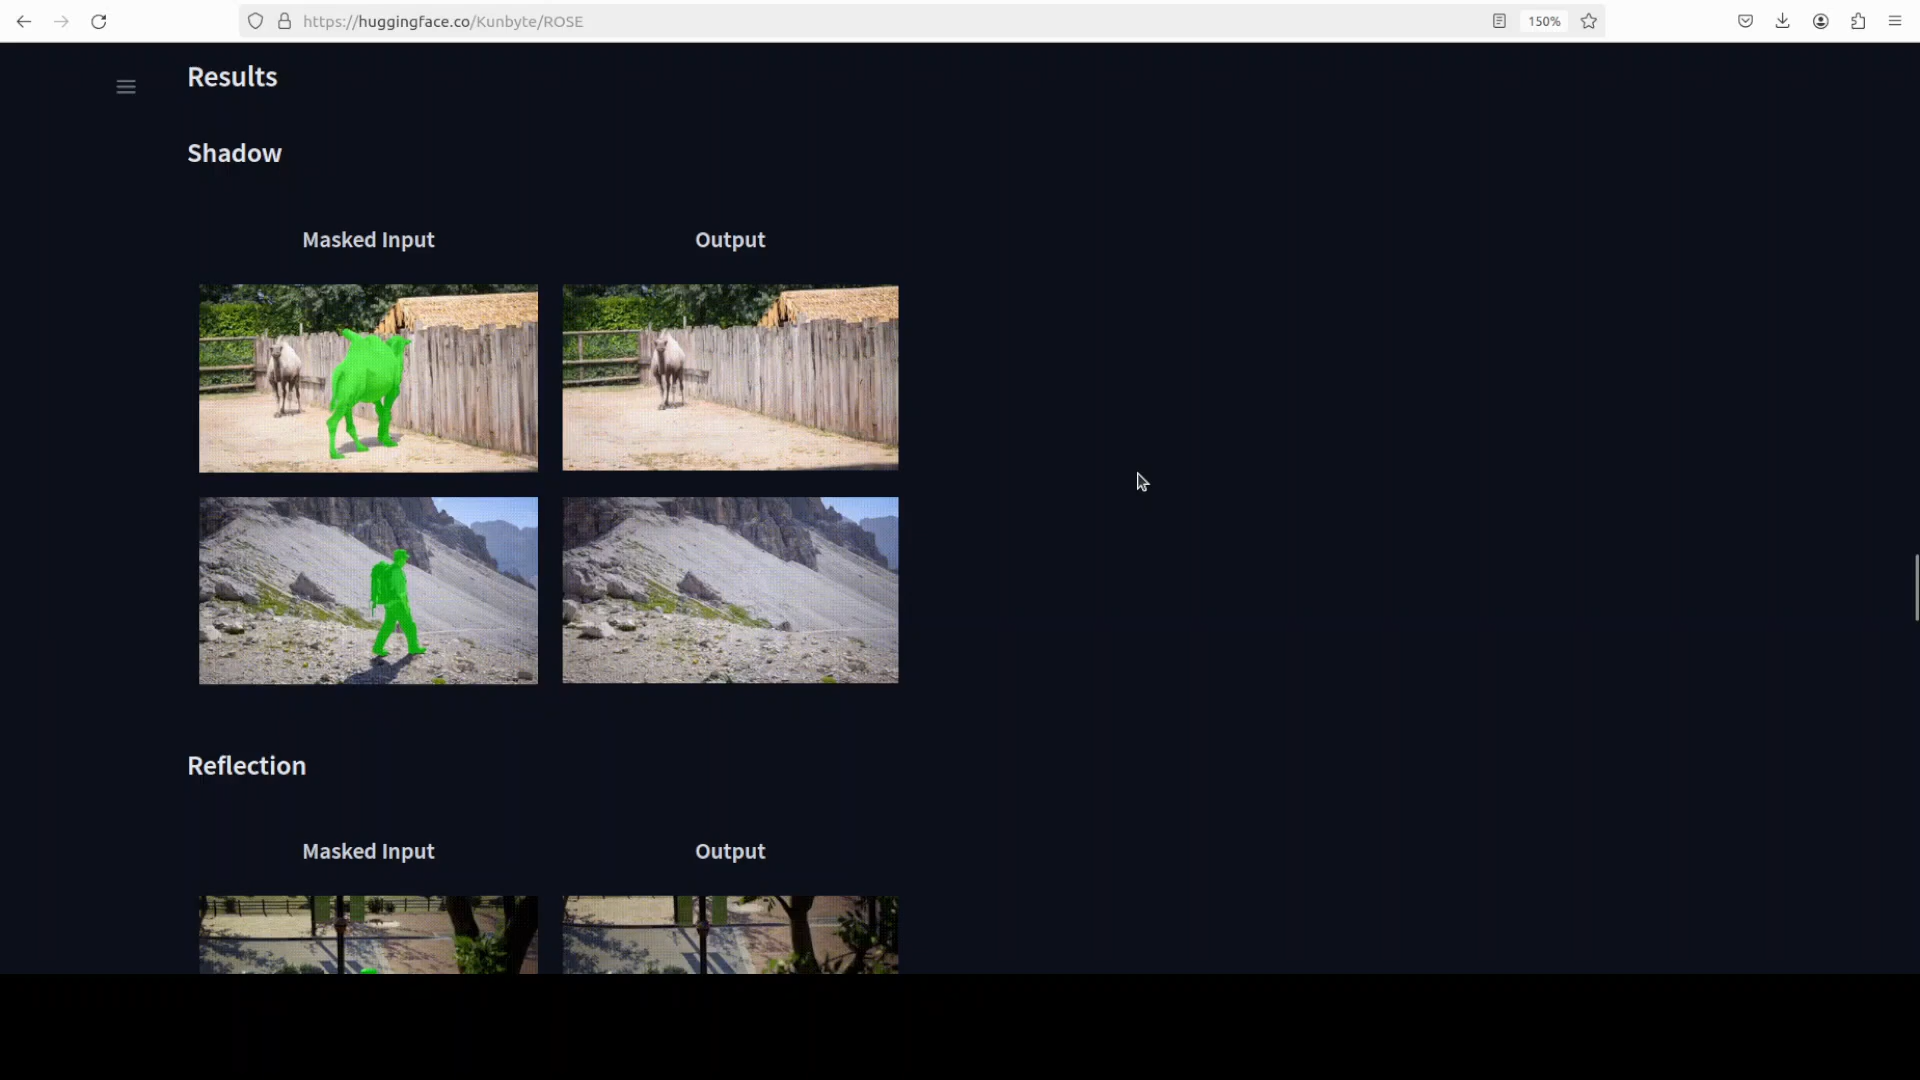 https://huggingface.co/Kunbyte/ROSE
150%
Results
Shadow
Masked Input
Output
Reflection
Masked Input
Output